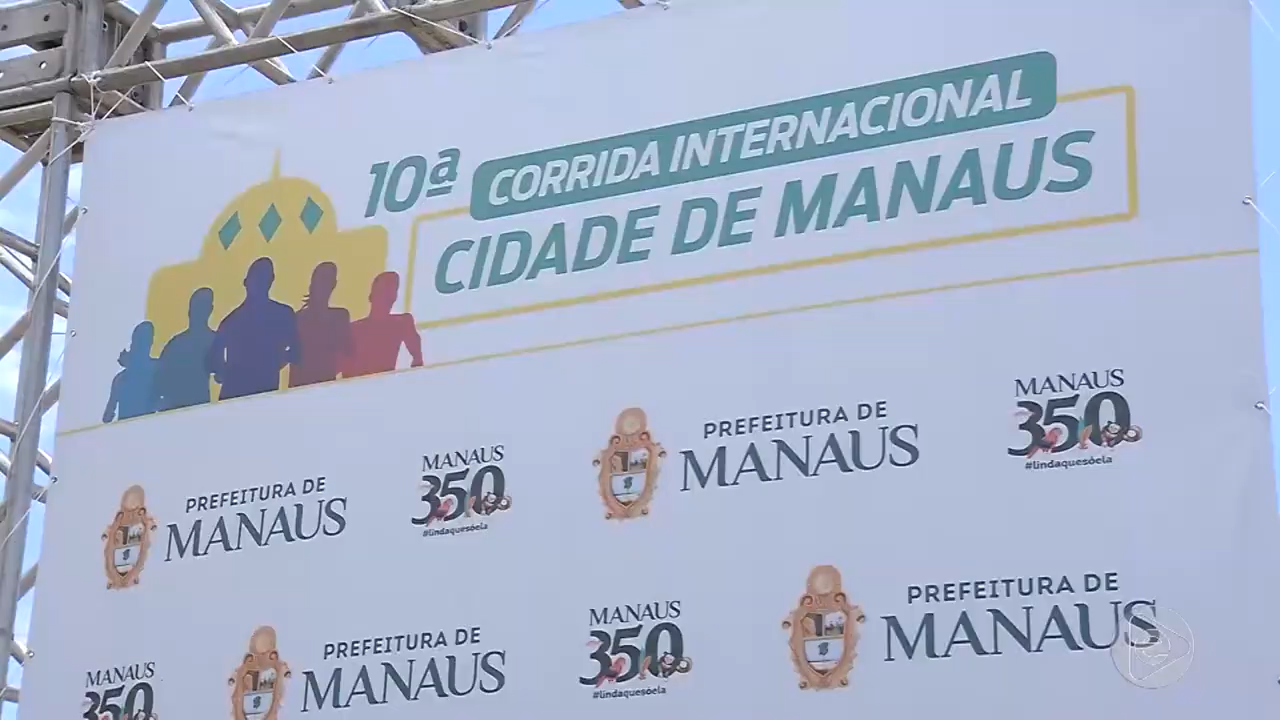 10ª CORRIDA INTERNACIONAL
CIDADE DE MANAUS
PREFEITURA DE
MANAUS
MANAUS
350
#lindaquesóela
PREFEITURA DE
MANAUS
MANAUS
350
#lindaquesóela
MANAUS
350
PREFEITURA DE
MANAUS
MANAUS
350
#lindaquesóela
PREFEITURA DE
MANAUS